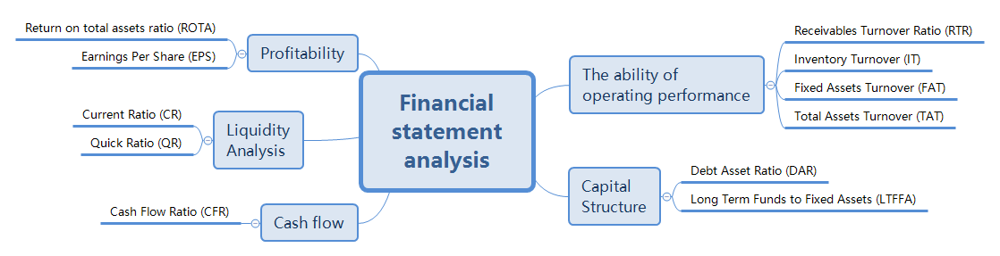 Financial
statement
analysis
Profitability
Return on total assets ratio (ROTA)
Earnings Per Share (EPS)
Liquidity
Analysis
Current Ratio (CR)
Quick Ratio (QR)
Cash flow
Cash Flow Ratio (CFR)
The ability of
operating performance
Receivables Turnover Ratio (RTR)
Inventory Turnover (IT)
Fixed Assets Turnover (FAT)
Total Assets Turnover (TAT)
Capital
Structure
Debt Asset Ratio (DAR)
Long Term Funds to Fixed Assets (LTFFA)